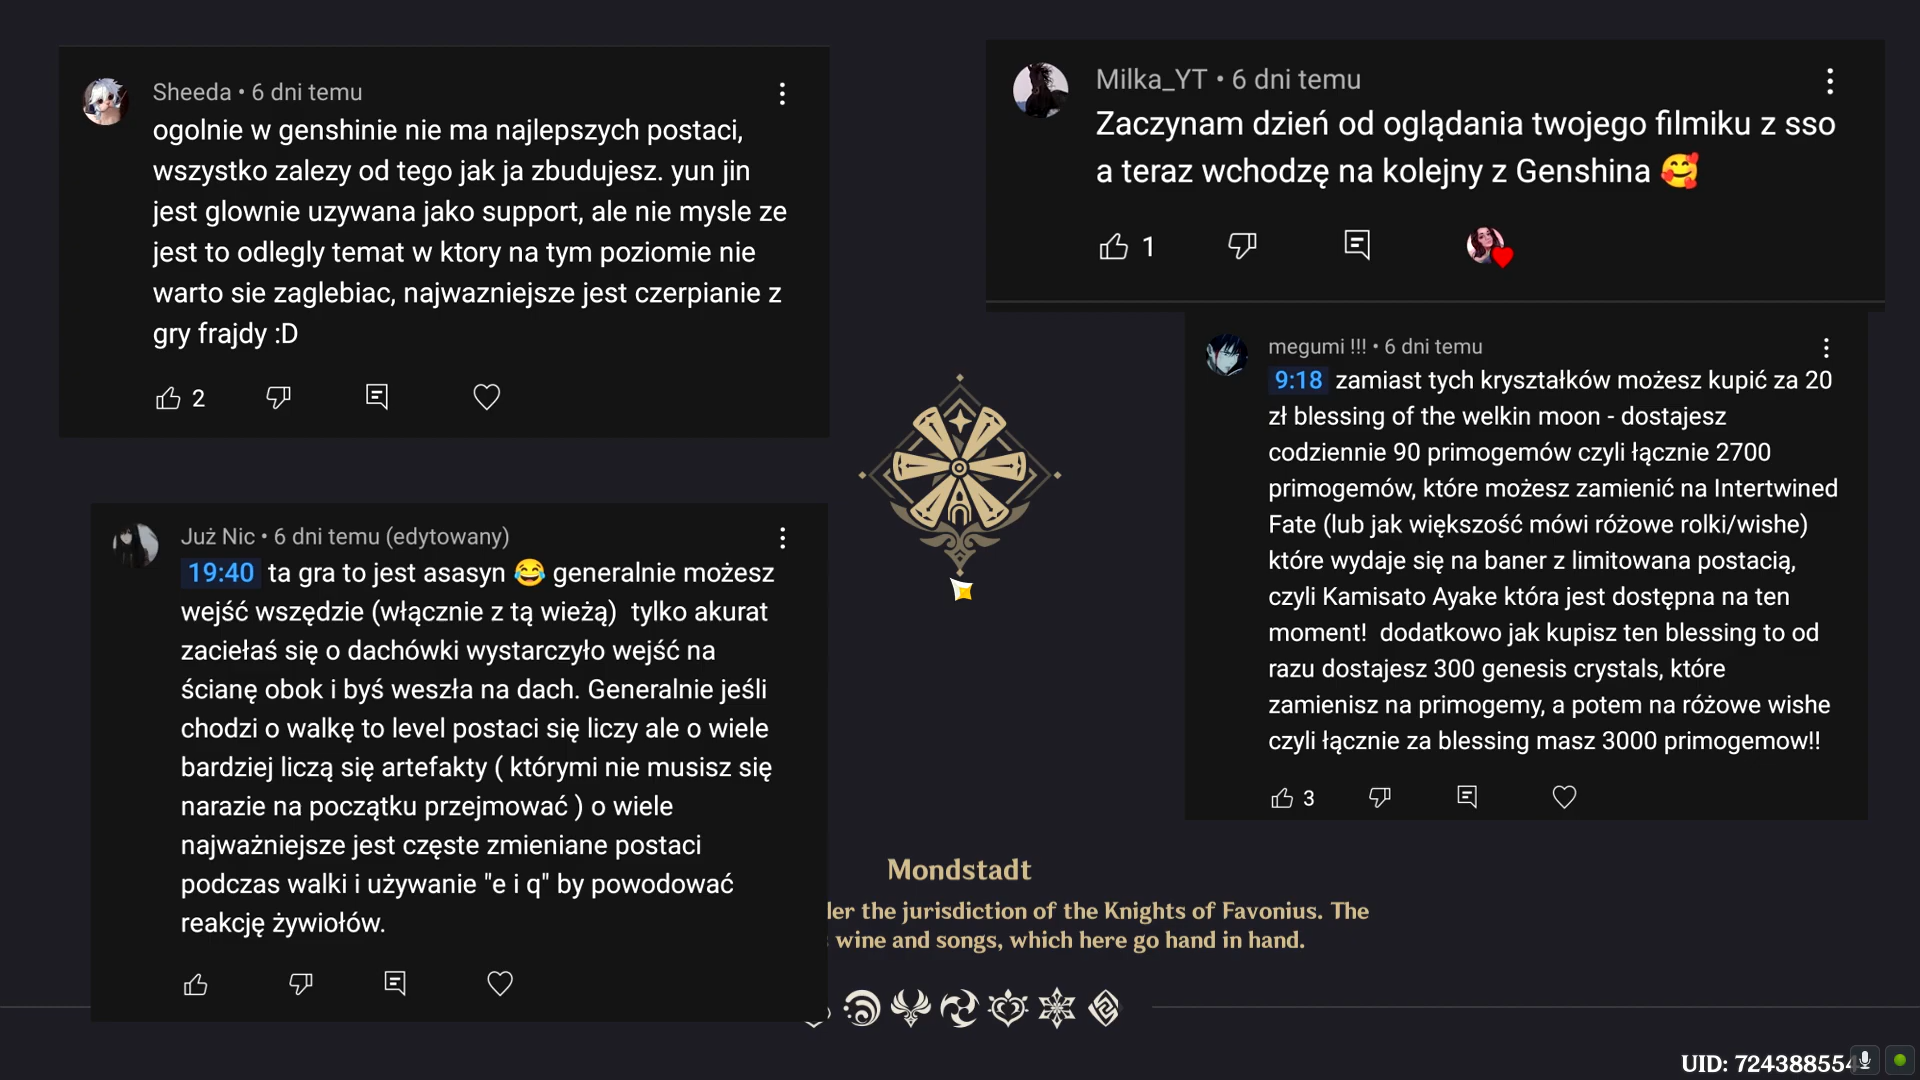 Sheeda • 6 dni temu
ogolnie w genshinie nie ma najlepszych postaci,
wszystko zalezy od tego jak ja zbudujesz. yun jin
jest glownie uzywana jako support, ale nie mysle ze
jest to odlegly temat w ktory na tym poziomie nie
warto sie zaglebiac, najwazniejsze jest czerpianie z
gry frajdy :D
2
Milka_YT • 6 dni temu
Zaczynam dzień od oglądania twojego filmiku z sso
a teraz wchodzę na kolejny z Genshina 🥰
1
megumi !!! • 6 dni temu
9:18 zamiast tych kryształków możesz kupić za 20
zł blessing of the welkin moon - dostajesz
codziennie 90 primogemów czyli łącznie 2700
primogemów, które możesz zamienić na Intertwined
Fate (lub jak większość mówi różowe rolki/wishe)
które wydaje się na baner z limitowana postacią,
czyli Kamisato Ayake która jest dostępna na ten
moment!  dodatkowo jak kupisz ten blessing to od
razu dostajesz 300 genesis crystals, które
zamienisz na primogemy, a potem na różowe wishe
czyli łącznie za blessing masz 3000 primogemow!!
3
Już Nic • 6 dni temu (edytowany)
19:40 ta gra to jest asasyn 😂 generalnie możesz
wejść wszędzie (włącznie z tą wieżą)  tylko akurat
zaciełaś się o dachówki wystarczyło wejść na
ścianę obok i byś weszła na dach. Generalnie jeśli
chodzi o walkę to level postaci się liczy ale o wiele
bardziej liczą się artefakty ( którymi nie musisz się
narazie na początku przejmować ) o wiele
najważniejsze jest częste zmieniane postaci
podczas walki i używanie "e i q" by powodować
reakcję żywiołów.
Mondstadt
the jurisdiction of the Knights of Favonius. The
wine and songs, which here go hand in hand.
UID: 724388554